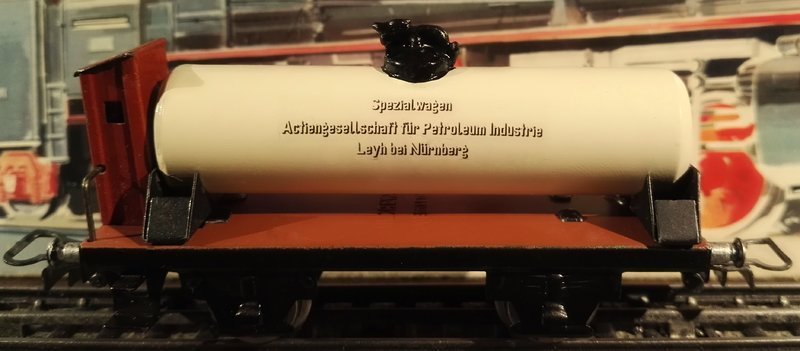 Spezialwagen
Actiengesellschaft für Petroleum Industrie
Leyh bei Nürnberg